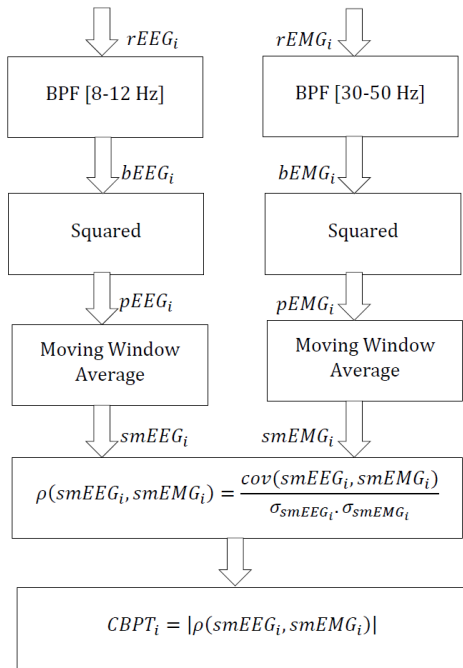 rEEG_i
rEMG_i
BPF [8-12 Hz]
BPF [30-50 Hz]
bEEG_i
bEMG_i
Squared
Squared
pEEG_i
pEMG_i
Moving Window
Average
Moving Window
Average
smEEG_i
smEMG_i
ρ(smEEG_i, smEMG_i) = cov(smEEG_i, smEMG_i) / σ_smEEG_i . σ_smEMG_i
CBPT_i = |ρ(smEEG_i, smEMG_i)|